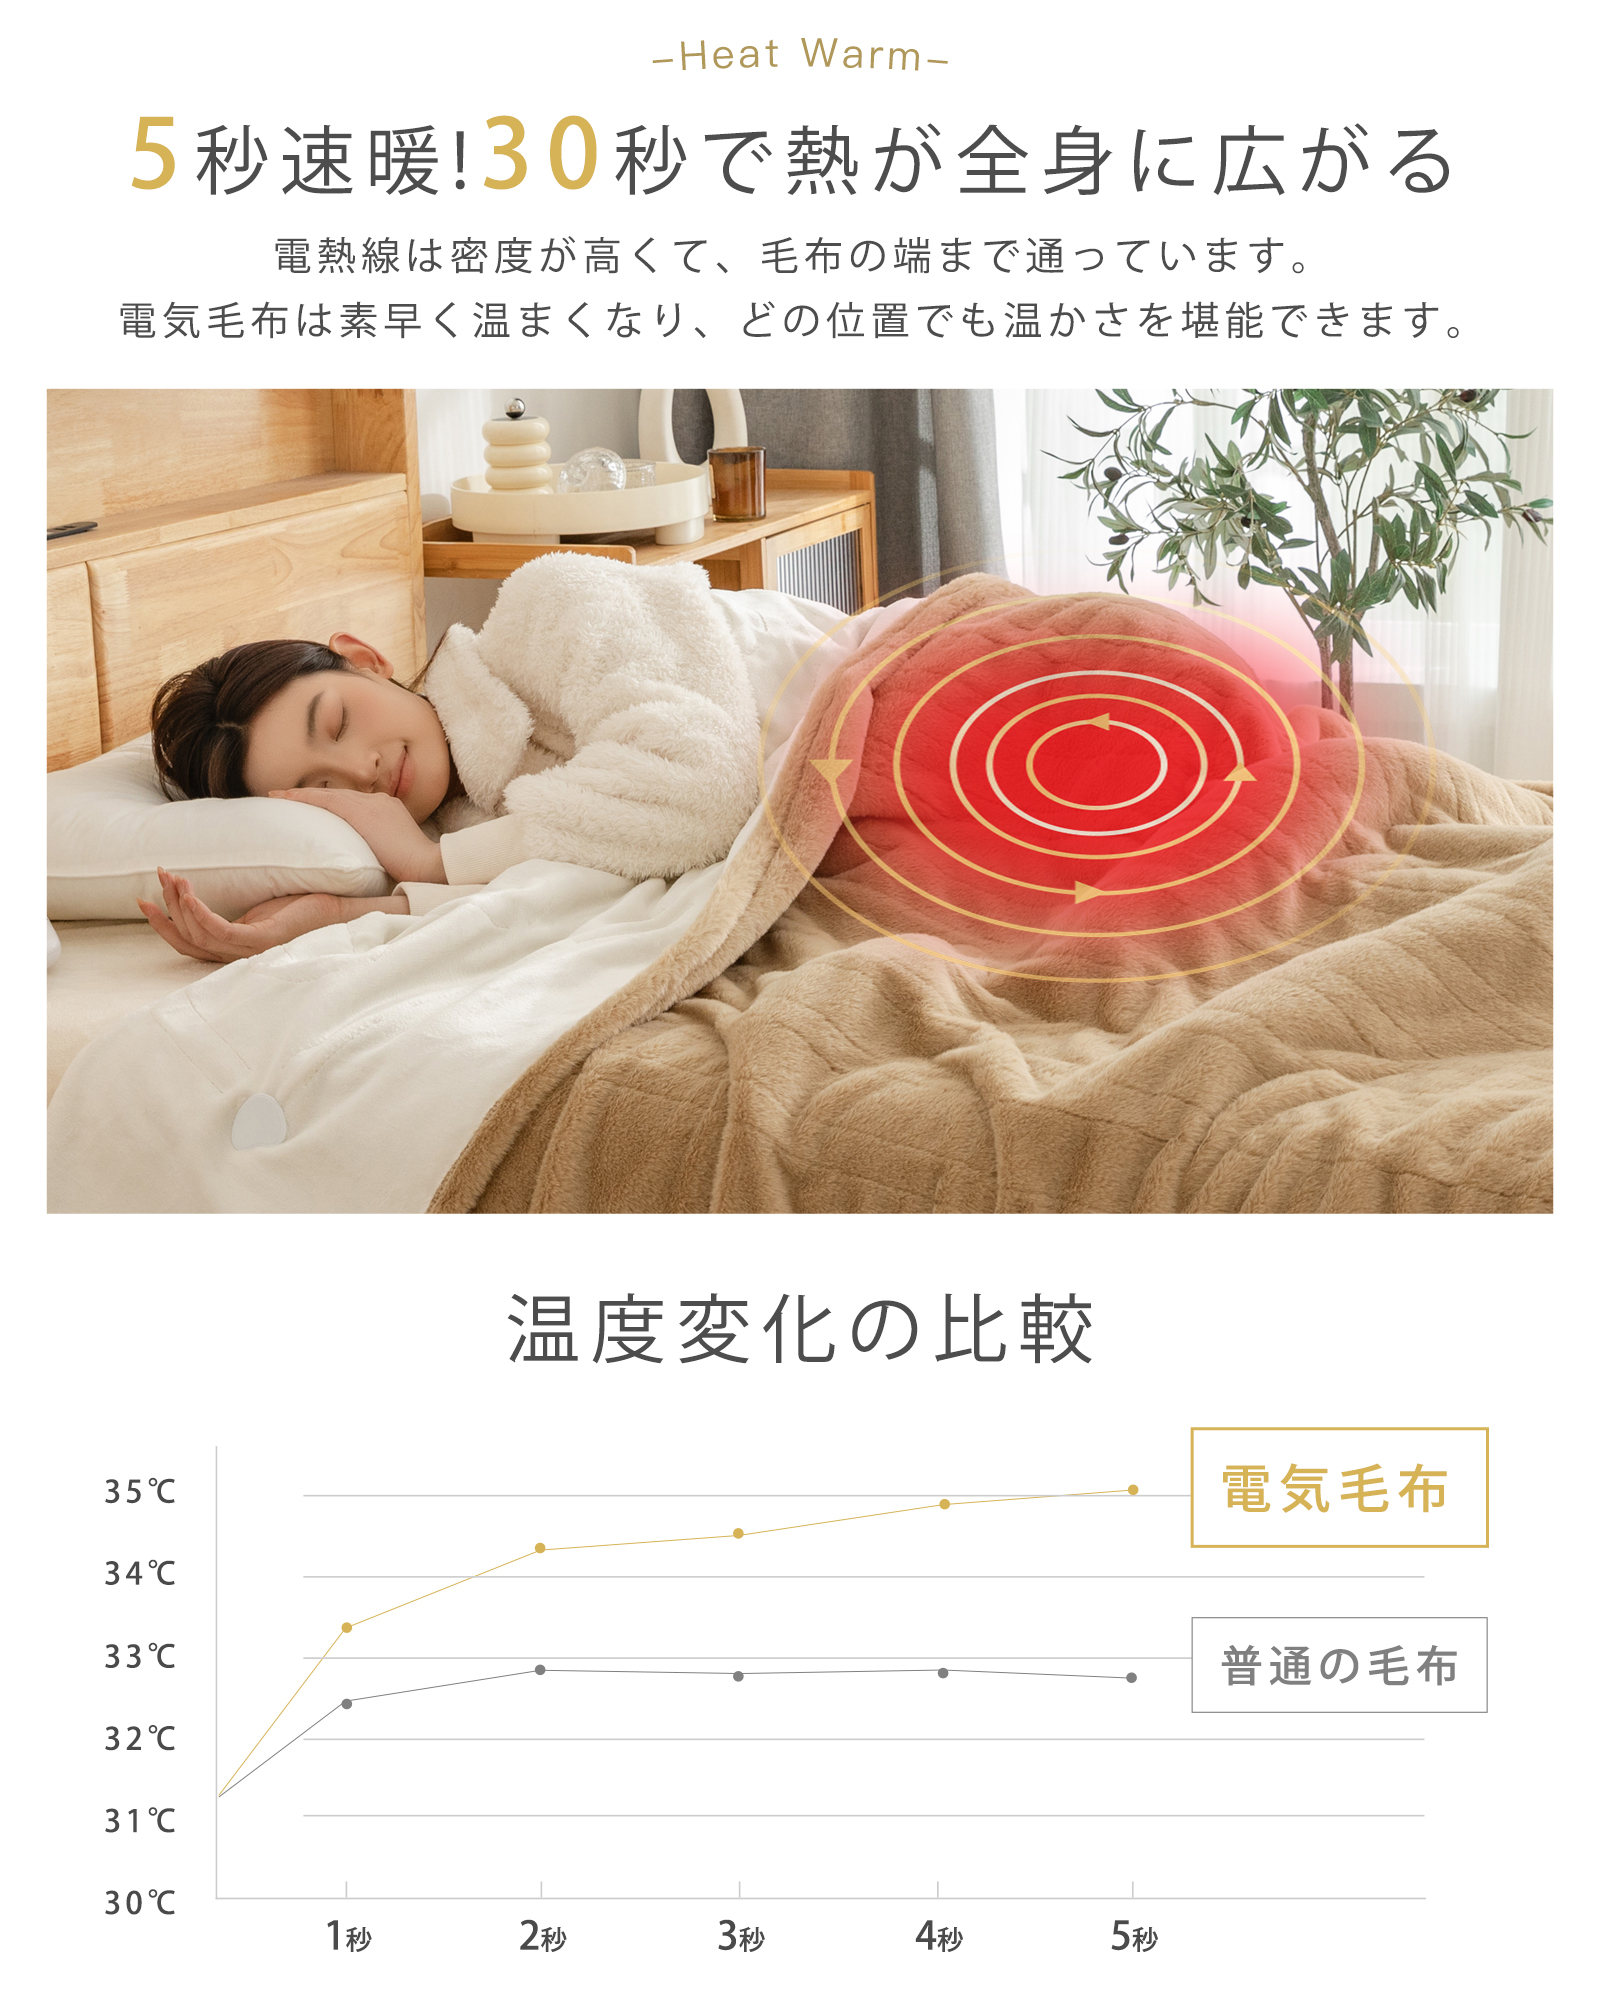 –Heat Warm–
5秒速暖!30秒で熱が全身に広がる
電熱線は密度が高くて、毛布の端まで通っています。
電気毛布は素早く温まくなり、どの位置でも温かさを堪能できます。
温度変化の比較
35℃
電気毛布
34℃
33℃
普通の毛布
32℃
31℃
30℃
1秒 2秒 3秒 4秒 5秒